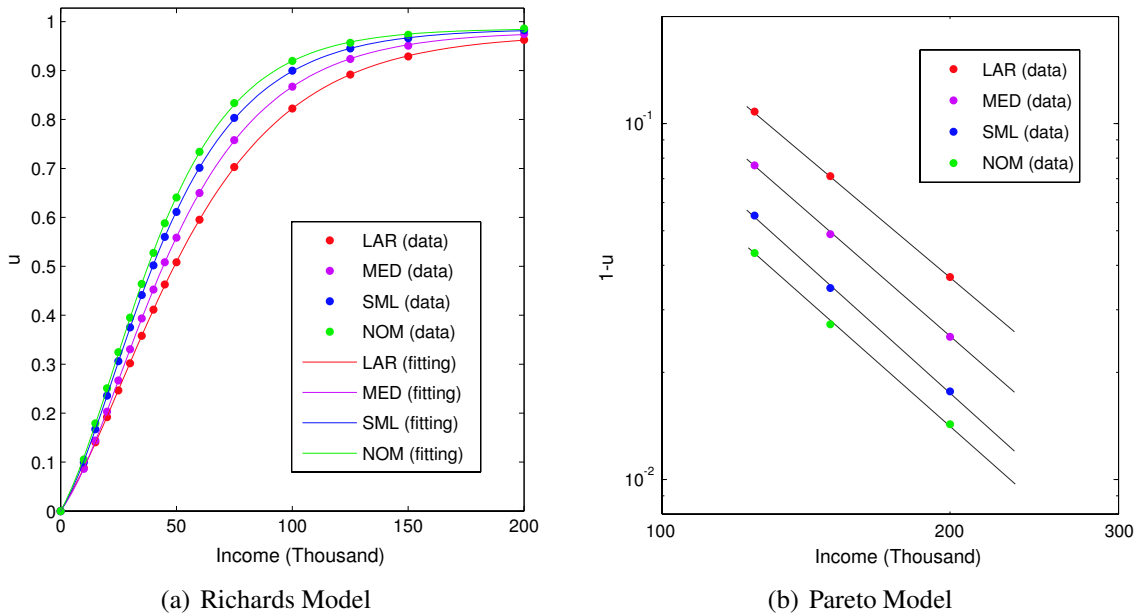 1
0.9
0.8
0.7
0.6
0.5
0.4
0.3
0.2
0.1
0
u
0 50 100 150 200
Income (Thousand)
LAR (data)
MED (data)
SML (data)
NOM (data)
LAR (fitting)
MED (fitting)
SML (fitting)
NOM (fitting)
(a) Richards Model
10^-1
10^-2
1-u
100 200 300
Income (Thousand)
LAR (data)
MED (data)
SML (data)
NOM (data)
(b) Pareto Model